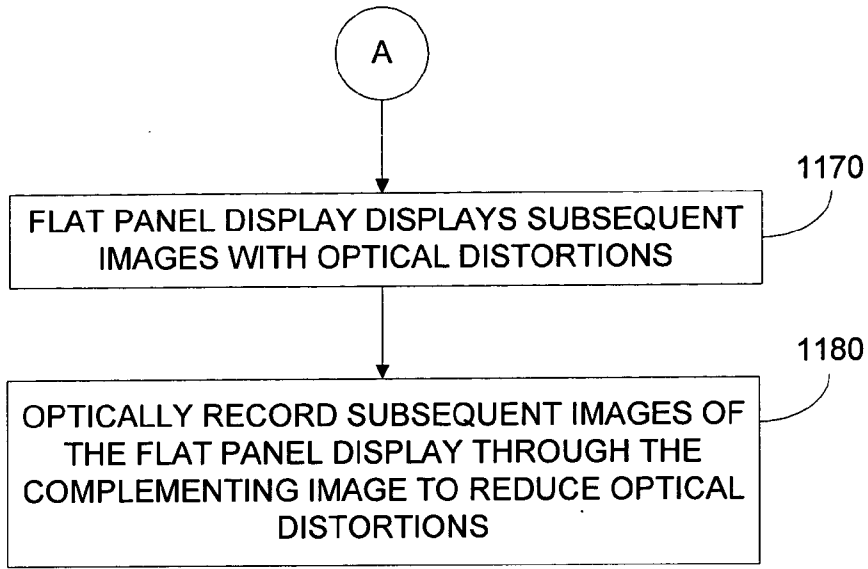 A
1170
FLAT PANEL DISPLAY DISPLAYS SUBSEQUENT
IMAGES WITH OPTICAL DISTORTIONS
1180
OPTICALLY RECORD SUBSEQUENT IMAGES OF
THE FLAT PANEL DISPLAY THROUGH THE
COMPLEMENTING IMAGE TO REDUCE OPTICAL
DISTORTIONS